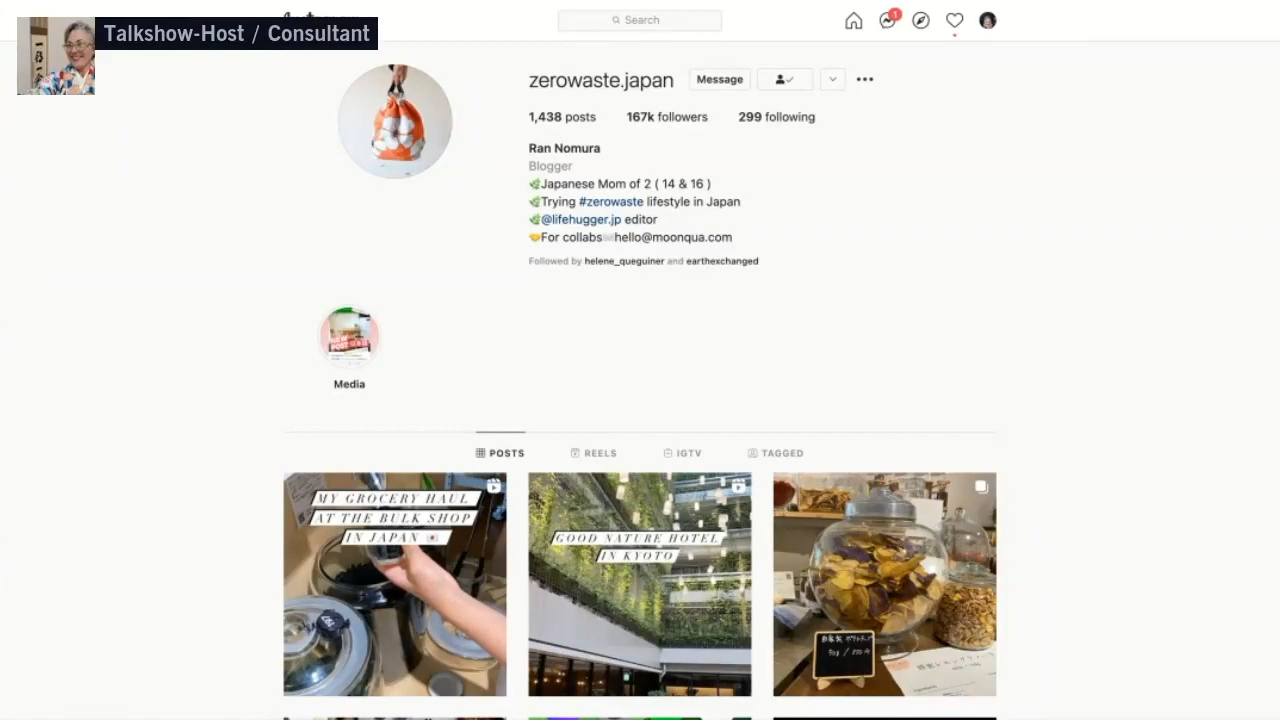 Talkshow-Host / Consultant
Search
1
zerowaste.japan
Message
1,438 posts 167k followers 299 following
Ran Nomura
Blogger
🌿Japanese Mom of 2 ( 14 & 16 )
🌿Trying #zerowaste lifestyle in Japan
🌿@lifehugger.jp editor
🤝For collabs✉️hello@moonqua.com
Followed by helene_queguiner and earthexchanged
Media
POSTS REELS IGTV TAGGED
MY GROCERY HAUL
AT THE BULK SHOP
IN JAPAN 🇯🇵
GOOD NATURE HOTEL
IN KYOTO